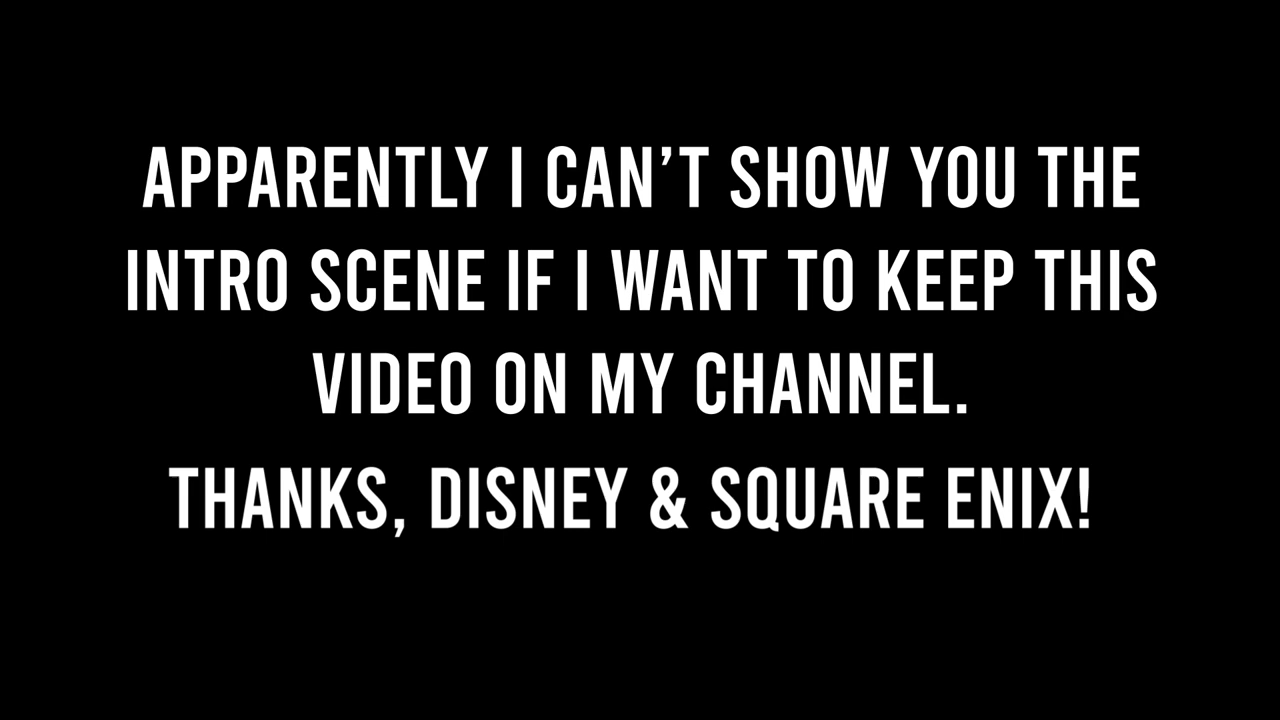 APPARENTLY I CAN’T SHOW YOU THE
INTRO SCENE IF I WANT TO KEEP THIS
VIDEO ON MY CHANNEL.
THANKS, DISNEY & SQUARE ENIX!